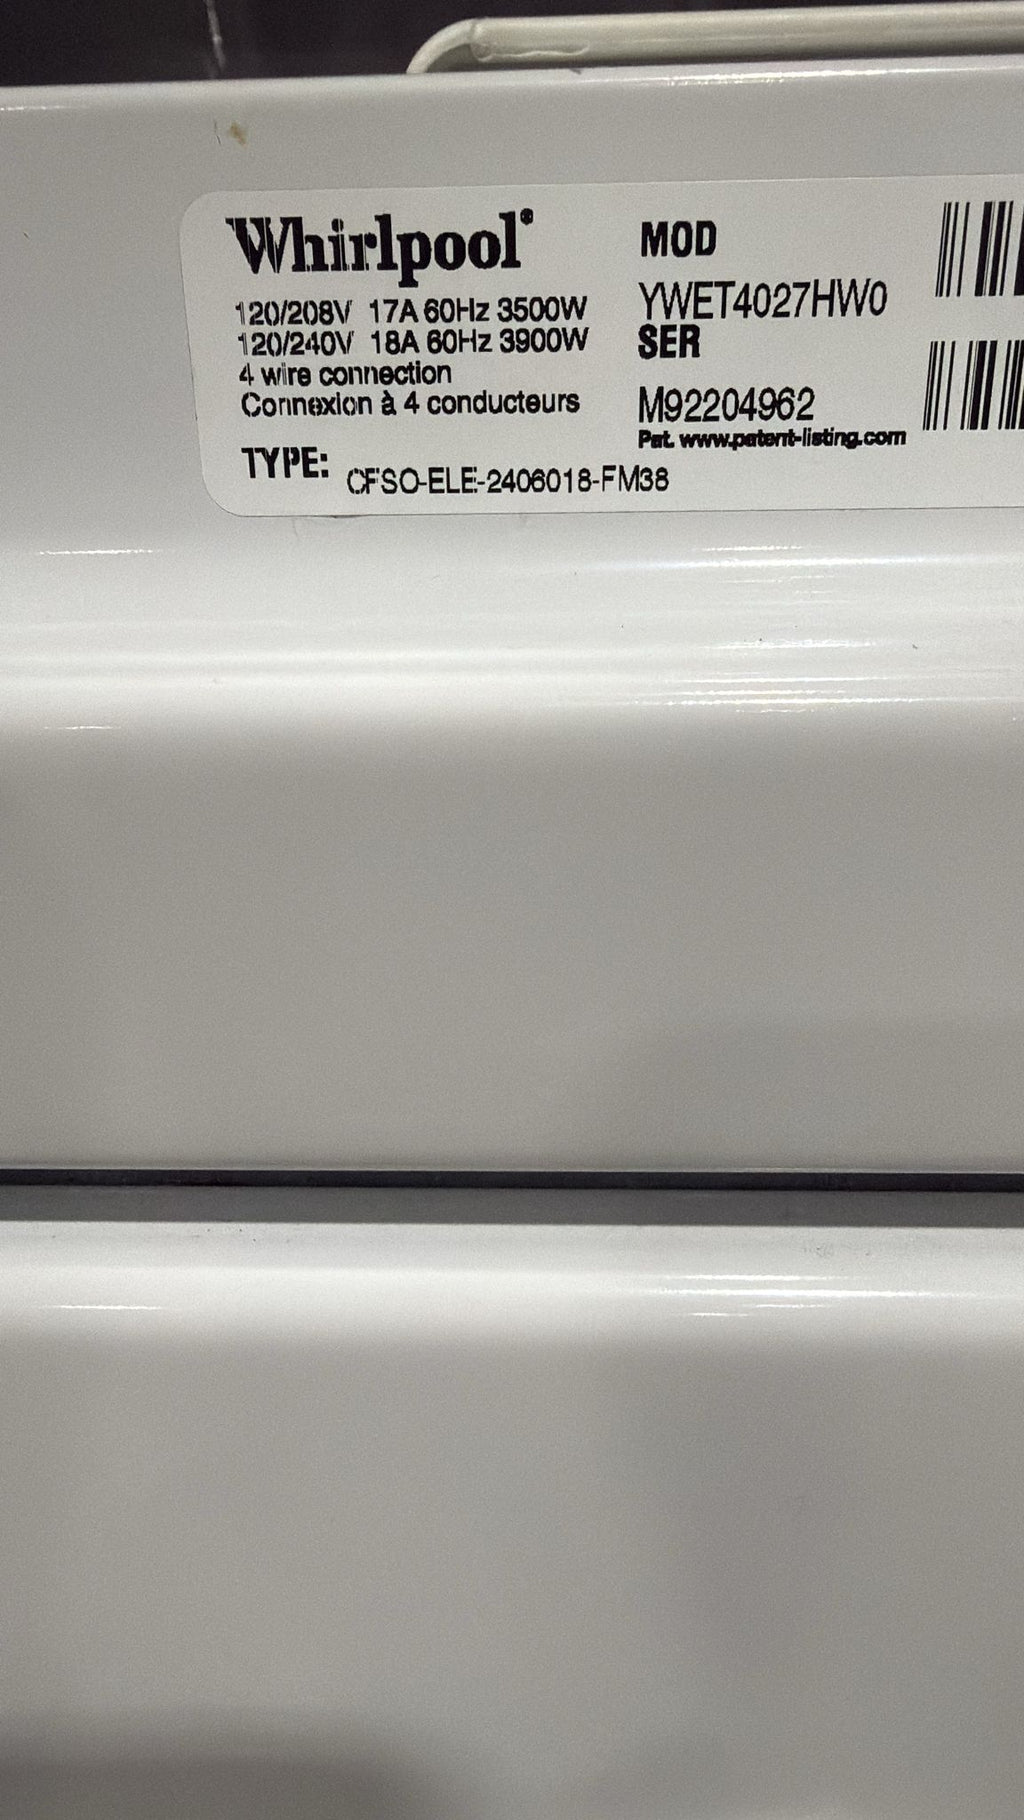 Whirlpool®
120/208V 17A 60Hz 3500W
120/240V 18A 60Hz 3900W
4 wire connection
Connexion à 4 conducteurs
TYPE: CFSO-ELE-2406018-FM38
MOD
YWET4027HW0
SER
M92204962
Pat. www.patent-listing.com